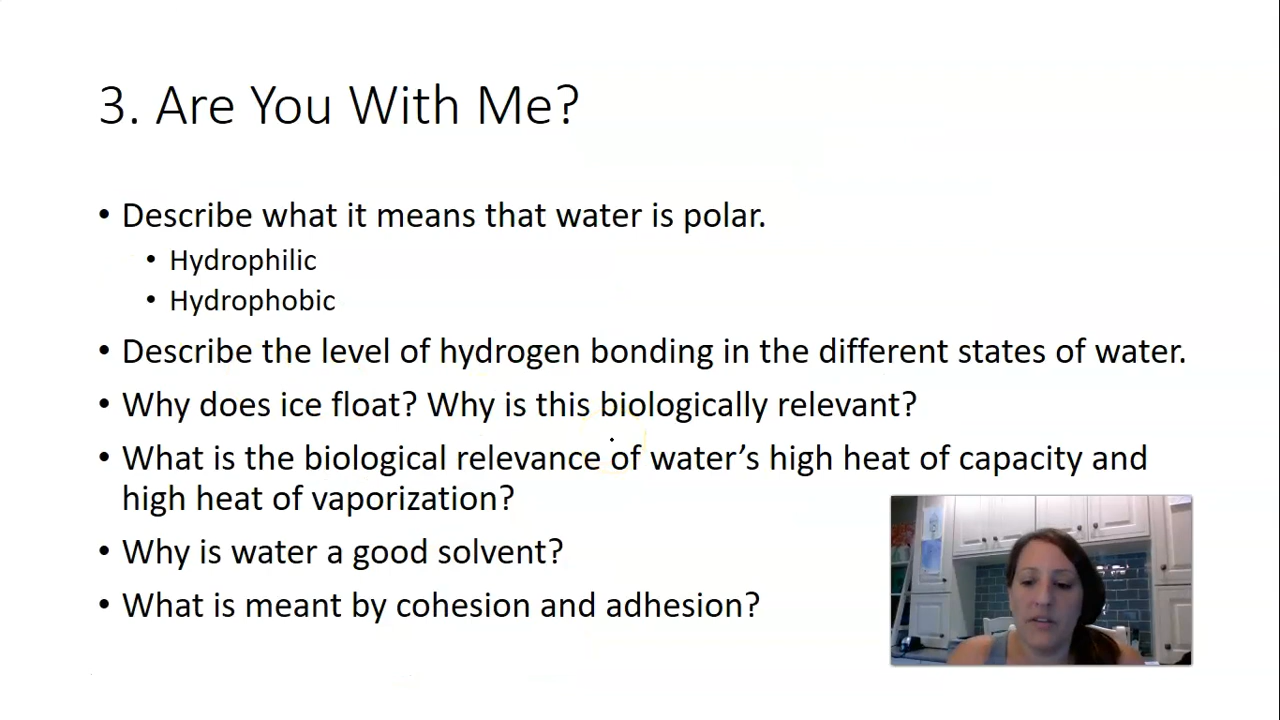 3. Are You With Me?
• Describe what it means that water is polar.
• Hydrophilic
• Hydrophobic
• Describe the level of hydrogen bonding in the different states of water.
• Why does ice float? Why is this biologically relevant?
• What is the biological relevance of water’s high heat of capacity and
high heat of vaporization?
• Why is water a good solvent?
• What is meant by cohesion and adhesion?